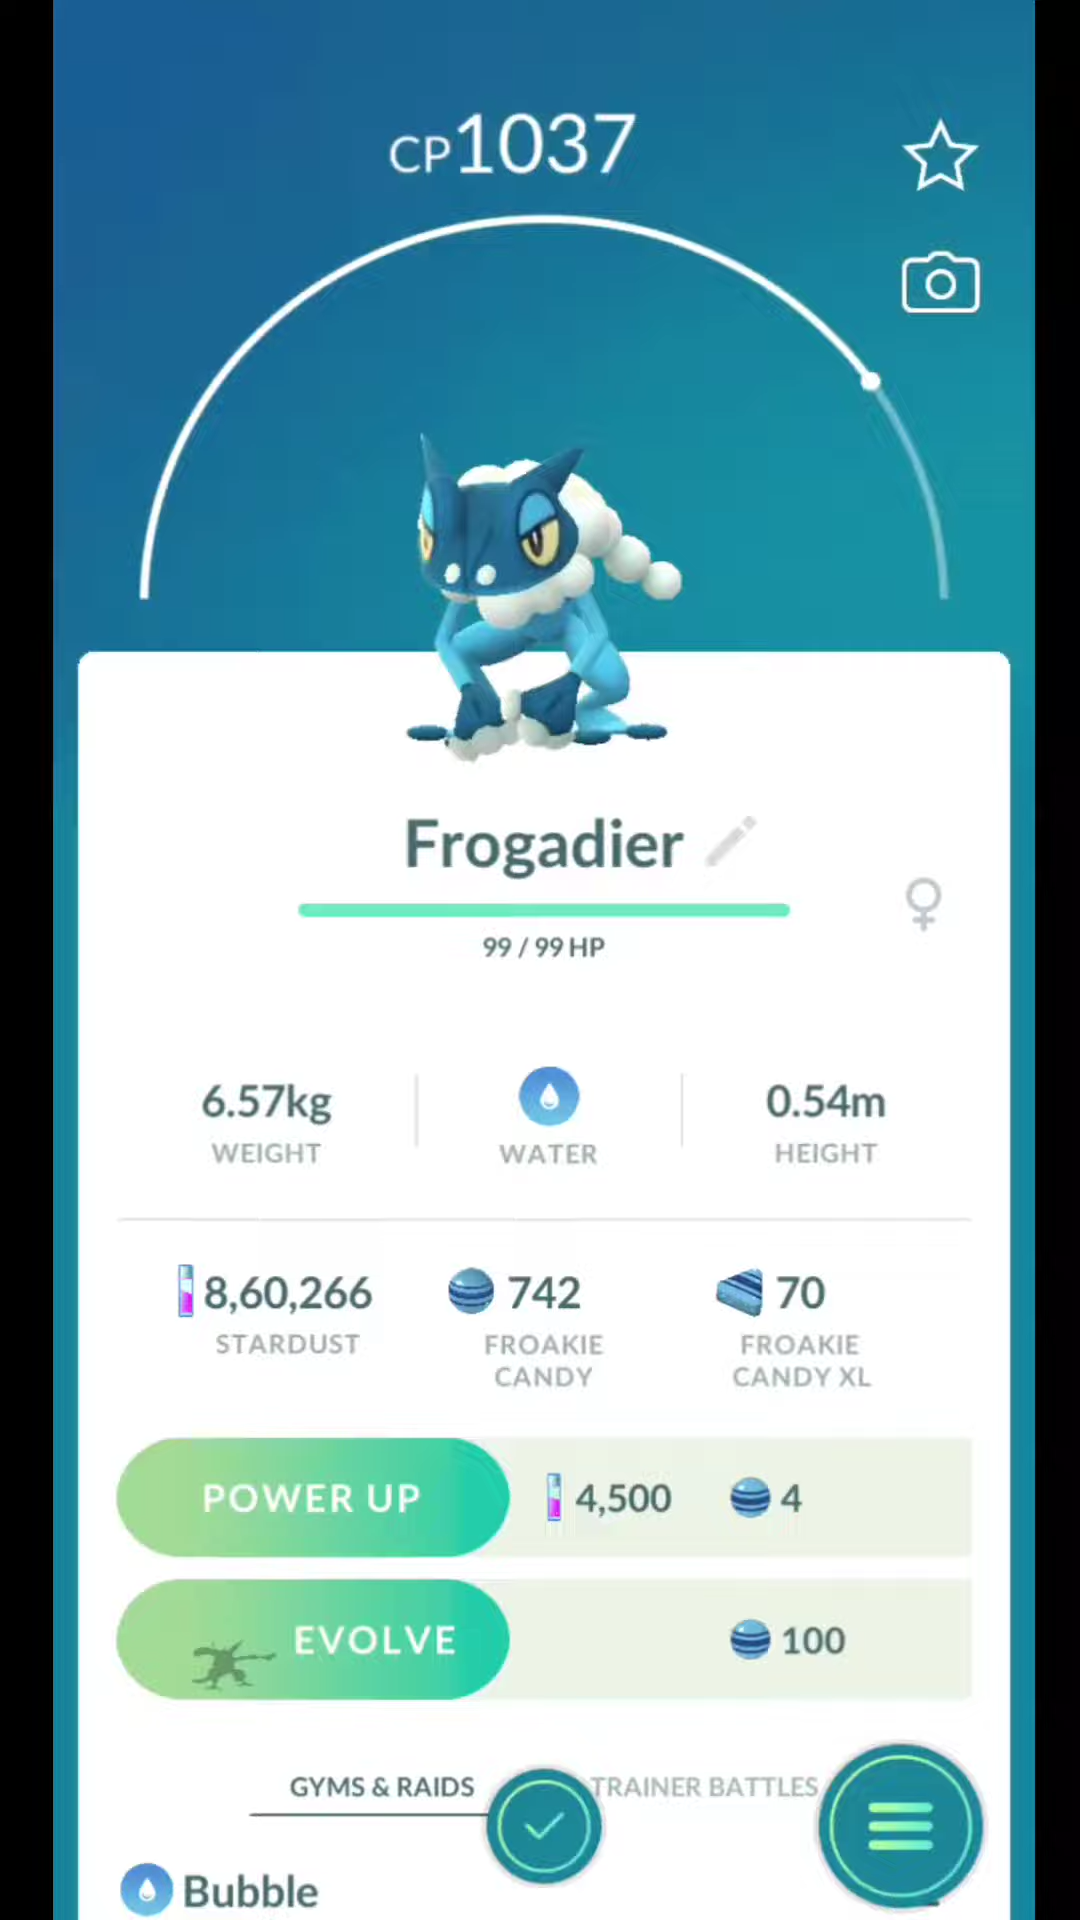 CP1037
Frogadier
99 / 99 HP
6.57kg
WEIGHT
WATER
0.54m
HEIGHT
8,60,266
STARDUST
742
FROAKIE
CANDY
70
FROAKIE
CANDY XL
POWER UP 4,500 4
EVOLVE 100
GYMS & RAIDS TRAINER BATTLES
Bubble